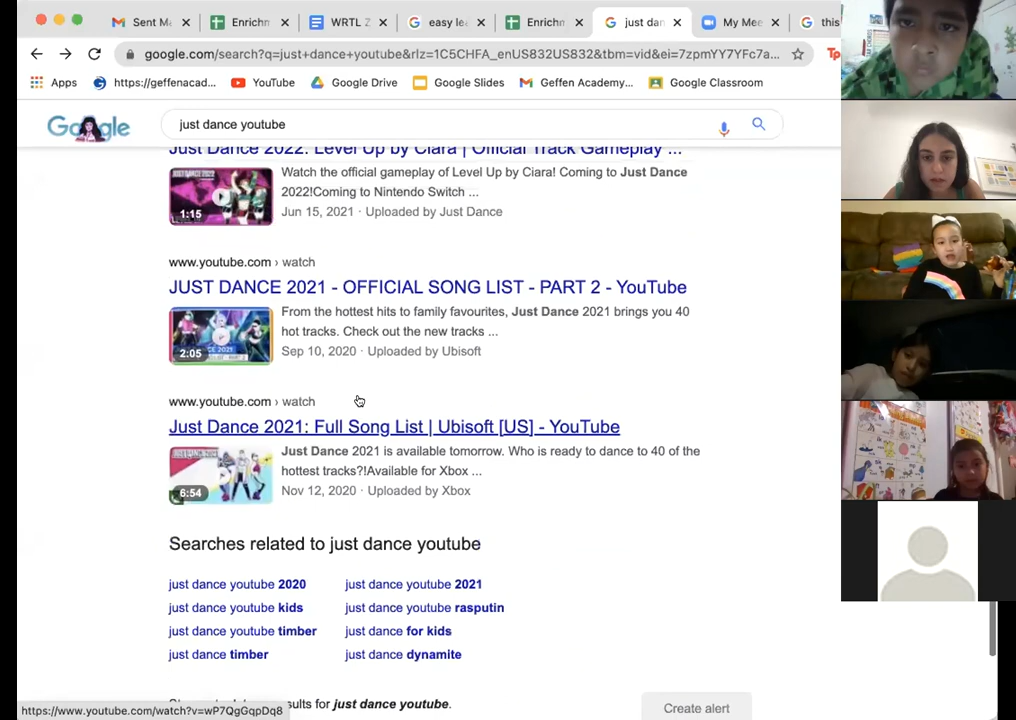 Sent M
Enrichr
WRTL Z
easy le
Enrichr
just dan
My Mee
this
google.com/search?q=just+dance+youtube&rlz=1C5CHFA_enUS832US832&tbm=vid&ei=7zpmYY7YFc7a...
Apps
https://geffenacad...
YouTube
Google Drive
Google Slides
Geffen Academy...
Google Classroom
just dance youtube
Just Dance 2022: Level Up by Ciara | Official Track Gameplay ...
Watch the official gameplay of Level Up by Ciara! Coming to Just Dance
2022!Coming to Nintendo Switch ...
1:15
Jun 15, 2021 · Uploaded by Just Dance
www.youtube.com › watch
JUST DANCE 2021 - OFFICIAL SONG LIST - PART 2 - YouTube
From the hottest hits to family favourites, Just Dance 2021 brings you 40
hot tracks. Check out the new tracks ...
2:05
Sep 10, 2020 · Uploaded by Ubisoft
www.youtube.com › watch
Just Dance 2021: Full Song List | Ubisoft [US] - YouTube
Just Dance 2021 is available tomorrow. Who is ready to dance to 40 of the
hottest tracks?!Available for Xbox ...
6:54
Nov 12, 2020 · Uploaded by Xbox
Searches related to just dance youtube
just dance youtube 2020
just dance youtube 2021
just dance youtube kids
just dance youtube rasputin
just dance youtube timber
just dance for kids
just dance timber
just dance dynamite
sults for just dance youtube.
Create alert
https://www.youtube.com/watch?v=wP7QgGqpDq8